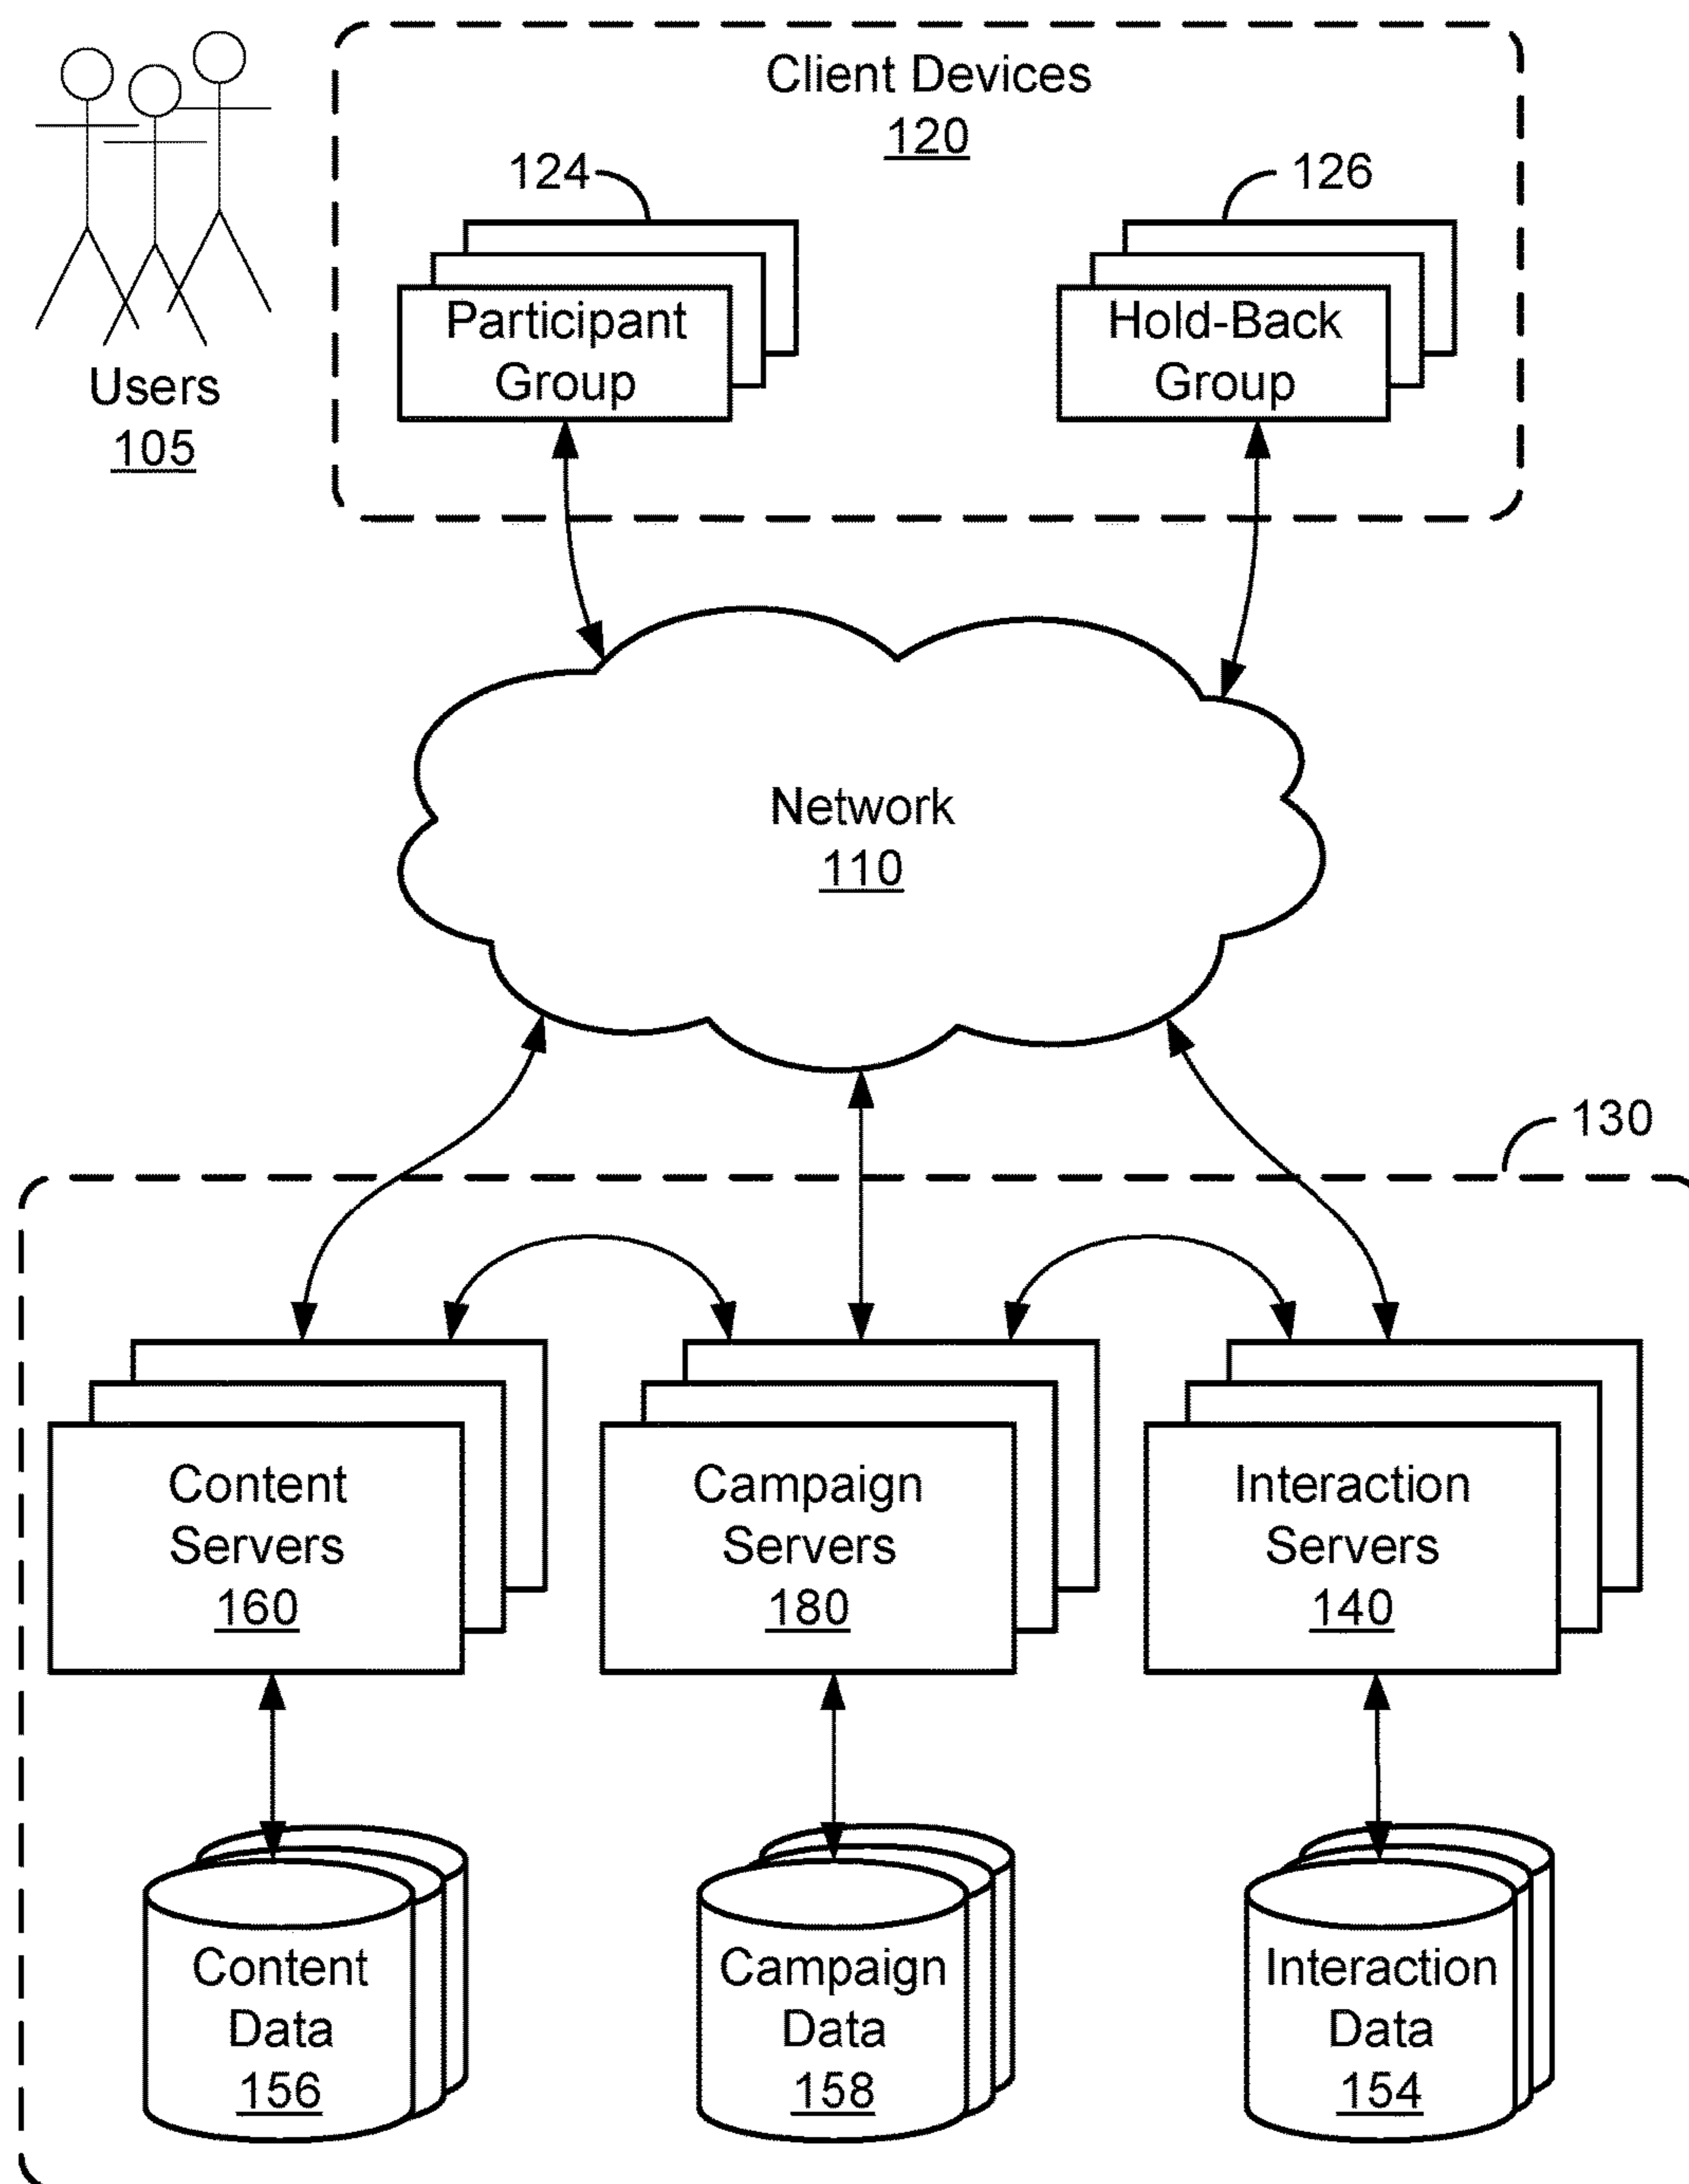 Client Devices
120
124
126
Participant
Group
Hold-Back
Group
Users
105
Network
110
130
Content
Servers
160
Campaign
Servers
180
Interaction
Servers
140
Content
Data
156
Campaign
Data
158
Interaction
Data
154